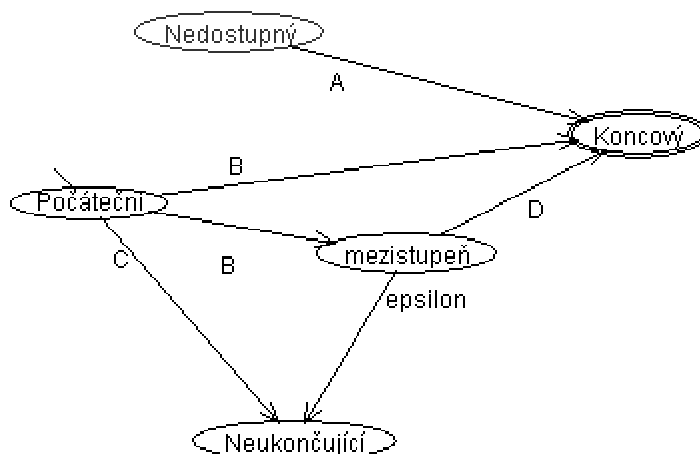 Nedostupný
A
Koncový
B
Počáteční
D
C
B
mezistupeň
epsilon
Neukončující